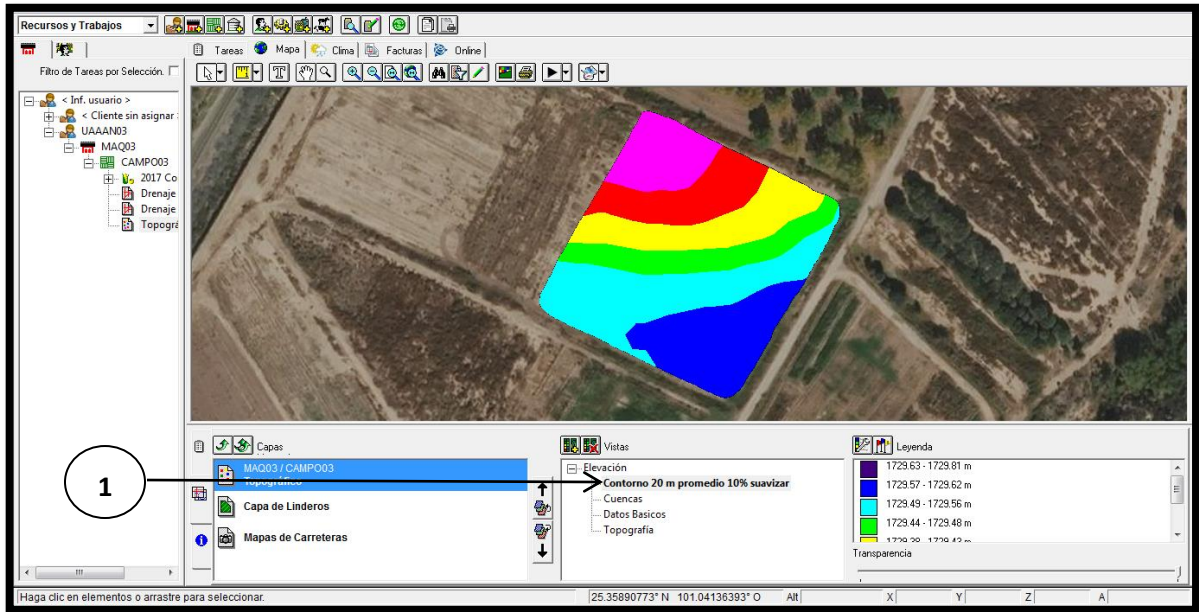 Recursos y Trabajos
Tareas Mapa Clima Facturas Online
Filtro de Tareas por Selección.
< Inf. usuario >
< Cliente sin asignar
UAAAN03
MAQ03
CAMPO03
2017 Co
Drenaje
Drenaje
Topogra
1
Capas
MAQ03 / CAMPO03
Topográfico
Capa de Linderos
Mapas de Carreteras
Vistas
Elevación
Contorno 20 m promedio 10% suavizar
Cuencas
Datos Basicos
Topografía
Leyenda
1729.63 - 1729.81 m
1729.57 - 1729.62 m
1729.49 - 1729.56 m
1729.44 - 1729.48 m
1729.38 - 1729.43 m
Transparencia
Haga clic en elementos o arrastre para seleccionar.
25.35890773° N 101.04136393° O Alt X Y Z A